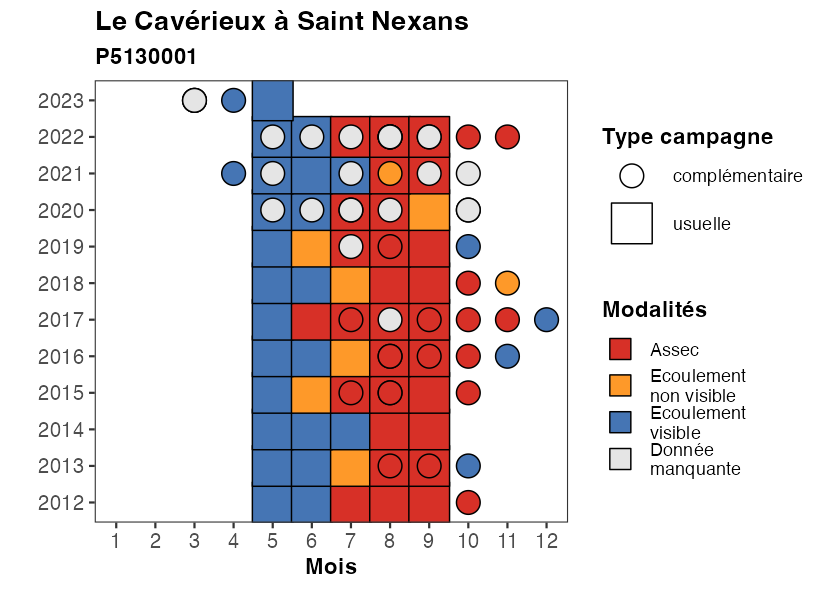 Le Cavérieux à Saint Nexans
P5130001
2023
2022
2021
2020
2019
2018
2017
2016
2015
2014
2013
2012
1 2 3 4 5 6 7 8 9 10 11 12
Mois
Type campagne
complémentaire
usuelle
Modalités
Assec
Ecoulement
non visible
Ecoulement
visible
Donnée
manquante